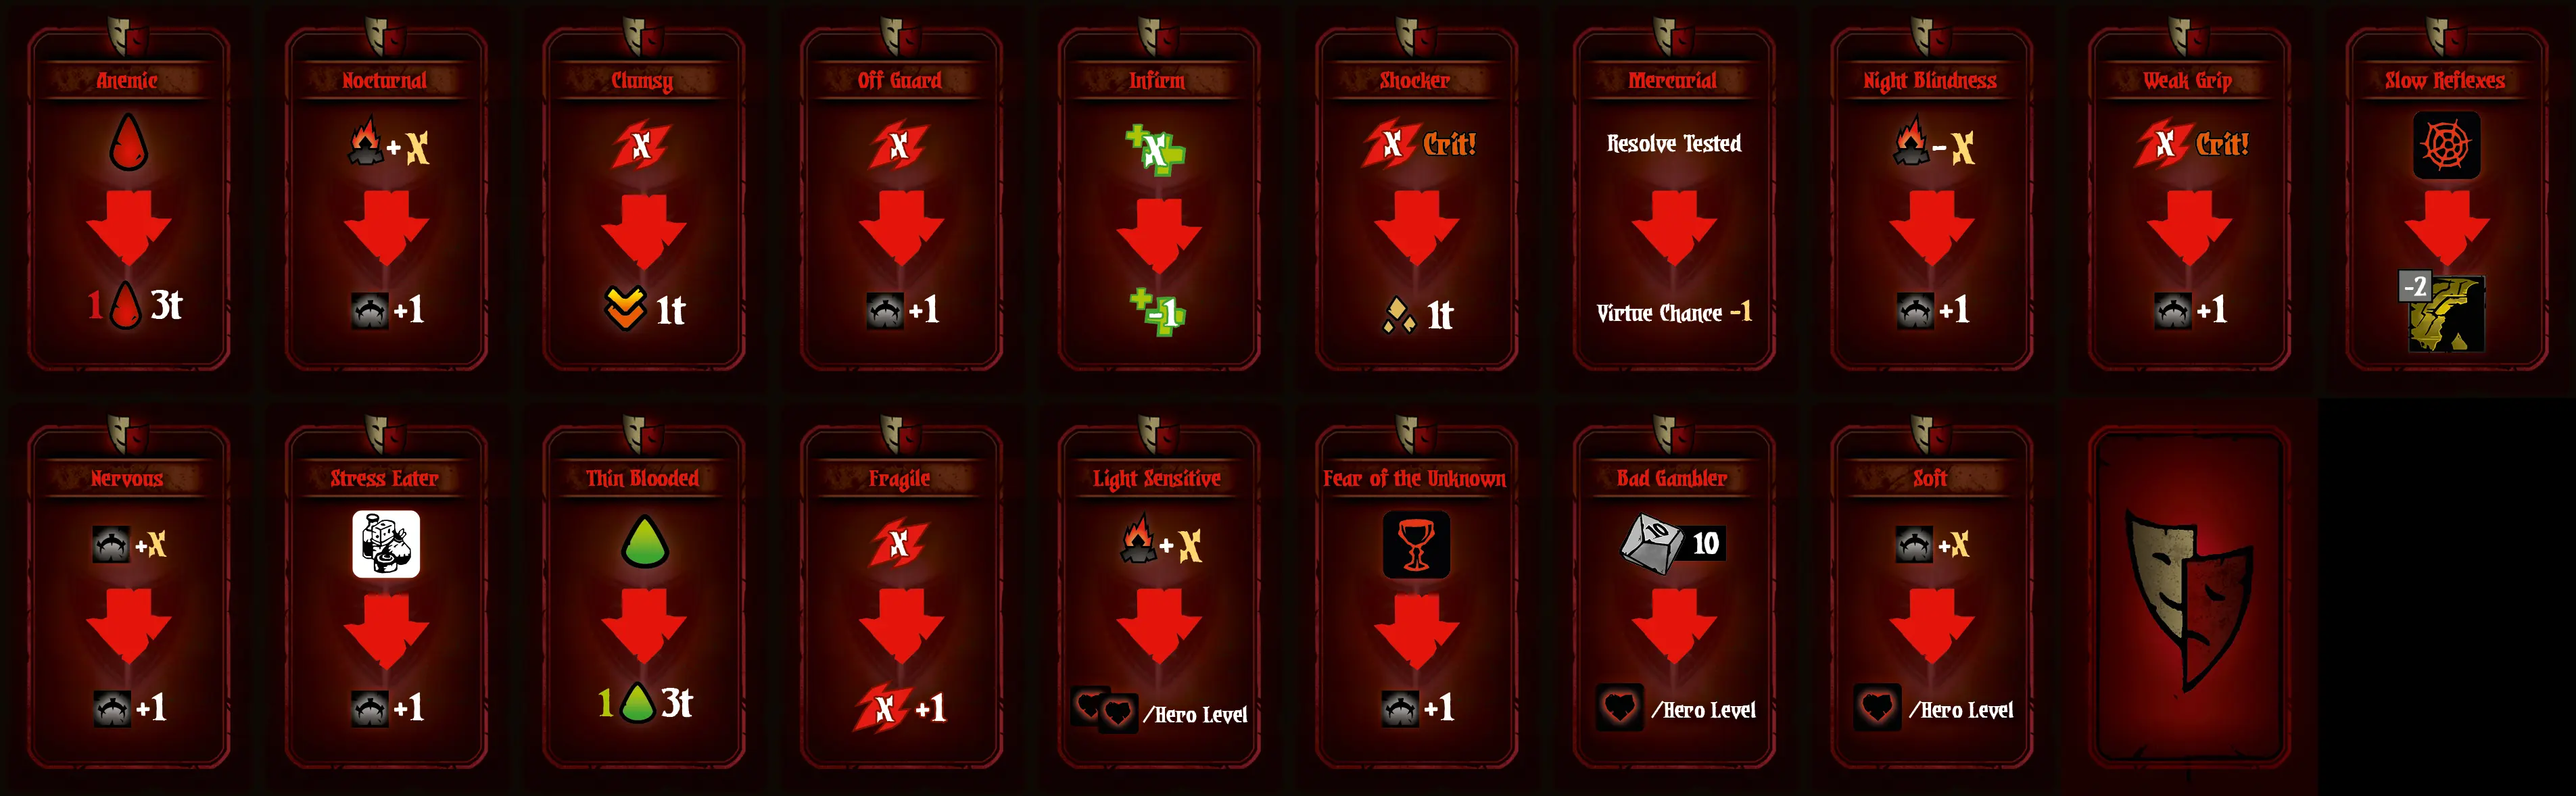 Anemic
1 3t
Nocturnal
+ X
+1
Clumsy
X
1t
Off Guard
X
+1
Infirm
X
-1
Shocker
X Crit!
1t
Mercurial
Resolve Tested
Virtue Chance -1
Night Blindness
- X
+1
Weak Grip
X Crit!
+1
Slow Reflexes
-2
Nervous
+X
+1
Stress Eater
+1
Thin Blooded
1 3t
Fragile
X
X +1
Light Sensitive
+ X
/Hero Level
Fear of the Unknown
+1
Bad Gambler
10 10
/Hero Level
Soft
+X
/Hero Level